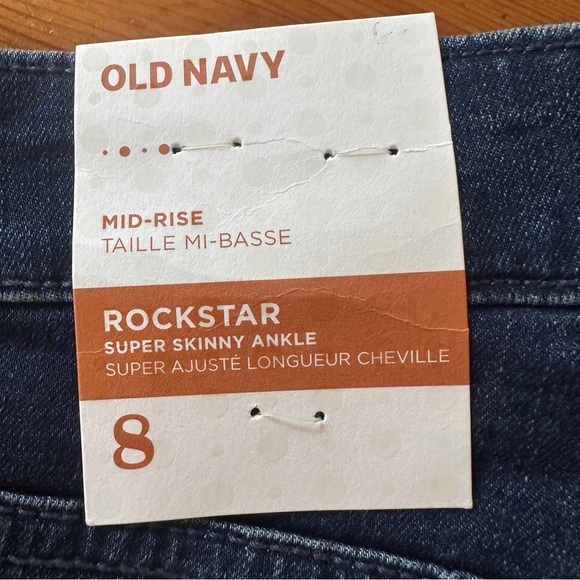 OLD NAVY
MID-RISE
TAILLE MI-BASSE
ROCKSTAR
SUPER SKINNY ANKLE
SUPER AJUSTÉ LONGUEUR CHEVILLE
8